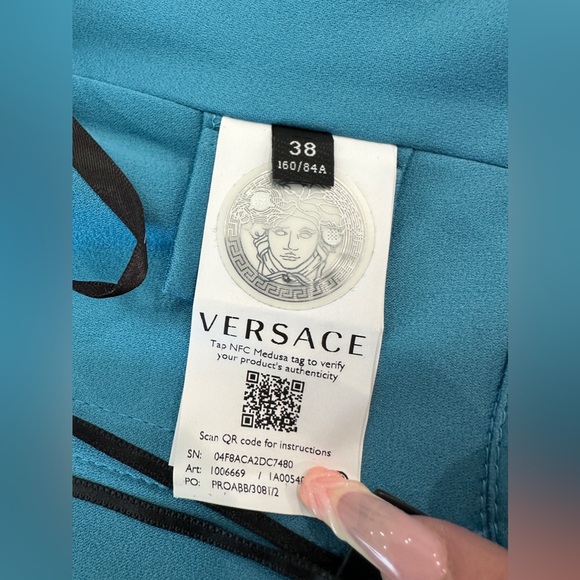 38
160/84A
VERSACE
Tap NFC Medusa tag to verify
your product's authenticity
Scan QR code for instructions
SN: 04F8ACA2DC7480
Art: 1006669 / 1A0054
PO: PROABB/3081/2